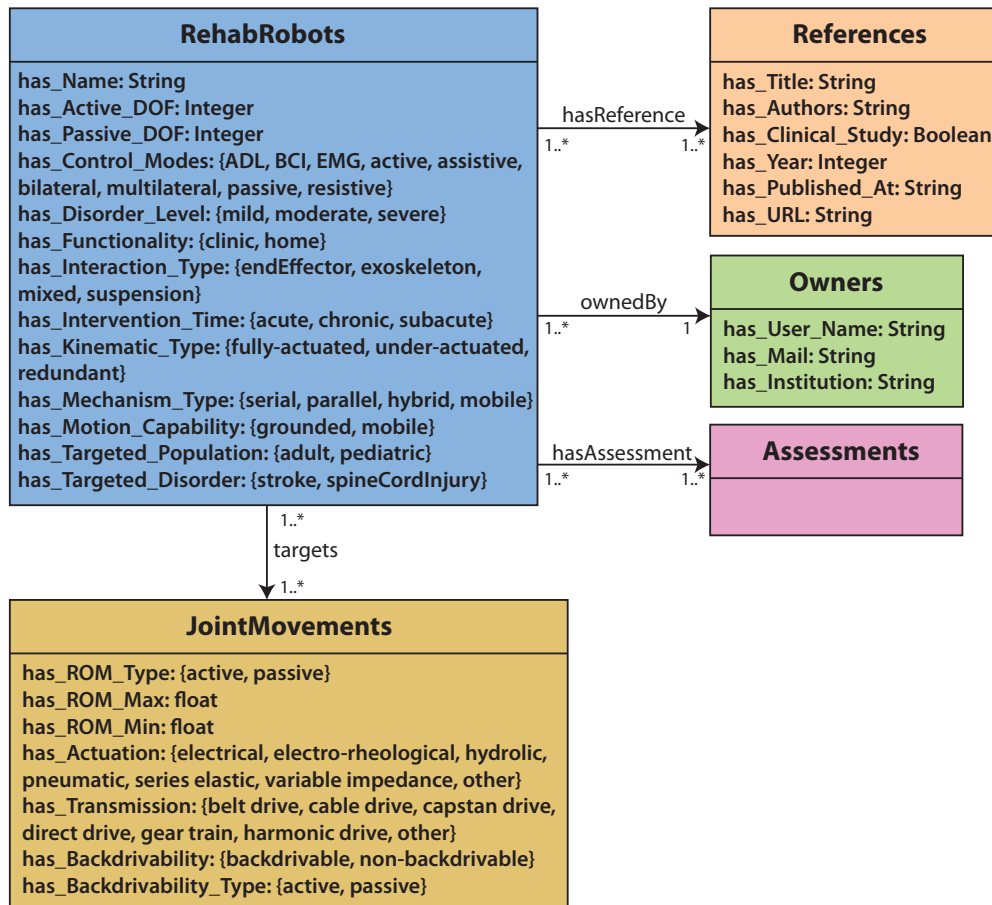 RehabRobots
has_Name: String
has_Active_DOF: Integer
has_Passive_DOF: Integer
has_Control_Modes: {ADL, BCI, EMG, active, assistive,
bilateral, multilateral, passive, resistive}
has_Disorder_Level: {mild, moderate, severe}
has_Functionality: {clinic, home}
has_Interaction_Type: {endEffector, exoskeleton,
mixed, suspension}
has_Intervention_Time: {acute, chronic, subacute}
has_Kinematic_Type: {fully-actuated, under-actuated,
redundant}
has_Mechanism_Type: {serial, parallel, hybrid, mobile}
has_Motion_Capability: {grounded, mobile}
has_Targeted_Population: {adult, pediatric}
has_Targeted_Disorder: {stroke, spineCordInjury}
hasReference
1..*
1..*
References
has_Title: String
has_Authors: String
has_Clinical_Study: Boolean
has_Year: Integer
has_Published_At: String
has_URL: String
ownedBy
1..*
1
Owners
has_User_Name: String
has_Mail: String
has_Institution: String
hasAssessment
1..*
1..*
Assessments
1..*
targets
1..*
JointMovements
has_ROM_Type: {active, passive}
has_ROM_Max: float
has_ROM_Min: float
has_Actuation: {electrical, electro-rheological, hydrolic,
pneumatic, series elastic, variable impedance, other}
has_Transmission: {belt drive, cable drive, capstan drive,
direct drive, gear train, harmonic drive, other}
has_Backdrivability: {backdrivable, non-backdrivable}
has_Backdrivability_Type: {active, passive}